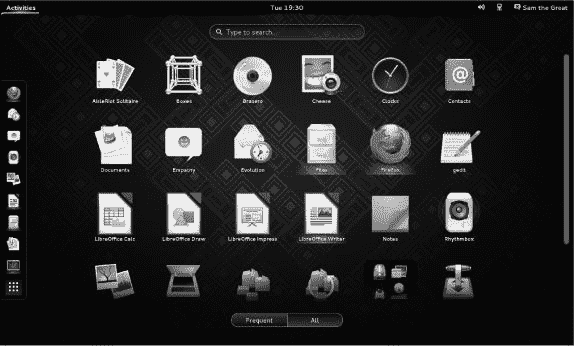 Activities
Tue 19:30
Sam the Great
Type to search...
AisleRiot Solitaire
Boxes
Brasero
Cheese
Clocks
Contacts
Documents
Empathy
Evolution
Files
Firefox
gedit
LibreOffice Calc
LibreOffice Draw
LibreOffice Impress
LibreOffice Writer
Notes
Rhythmbox
Frequent
All